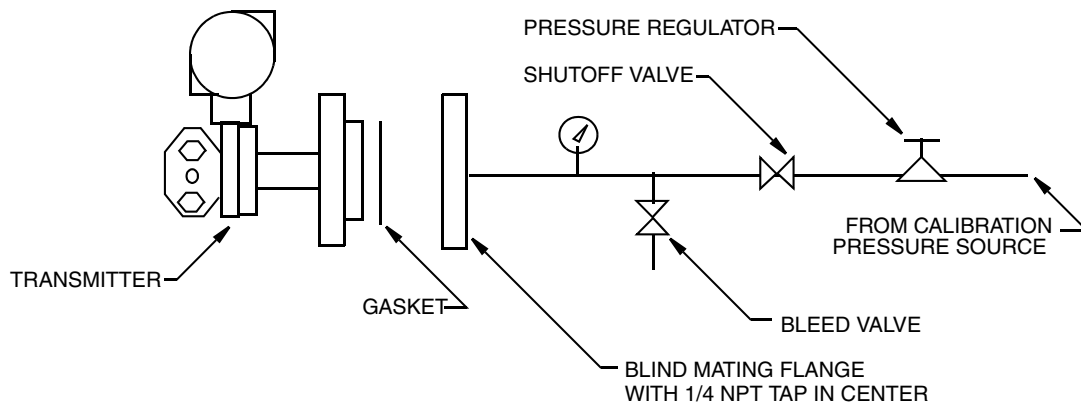 PRESSURE REGULATOR
SHUTOFF VALVE
FROM CALIBRATION
PRESSURE SOURCE
TRANSMITTER
GASKET
BLEED VALVE
BLIND MATING FLANGE
WITH 1/4 NPT TAP IN CENTER